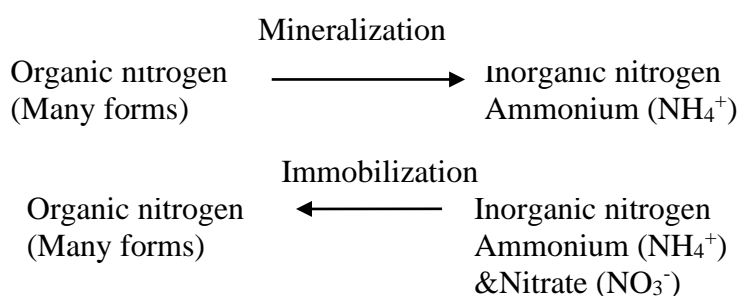 Mineralization
Organic nitrogen Inorganic nitrogen
(Many forms) Ammonium (NH₄⁺)
Immobilization
Organic nitrogen Inorganic nitrogen
(Many forms) Ammonium (NH₄⁺)
&Nitrate (NO₃⁻)